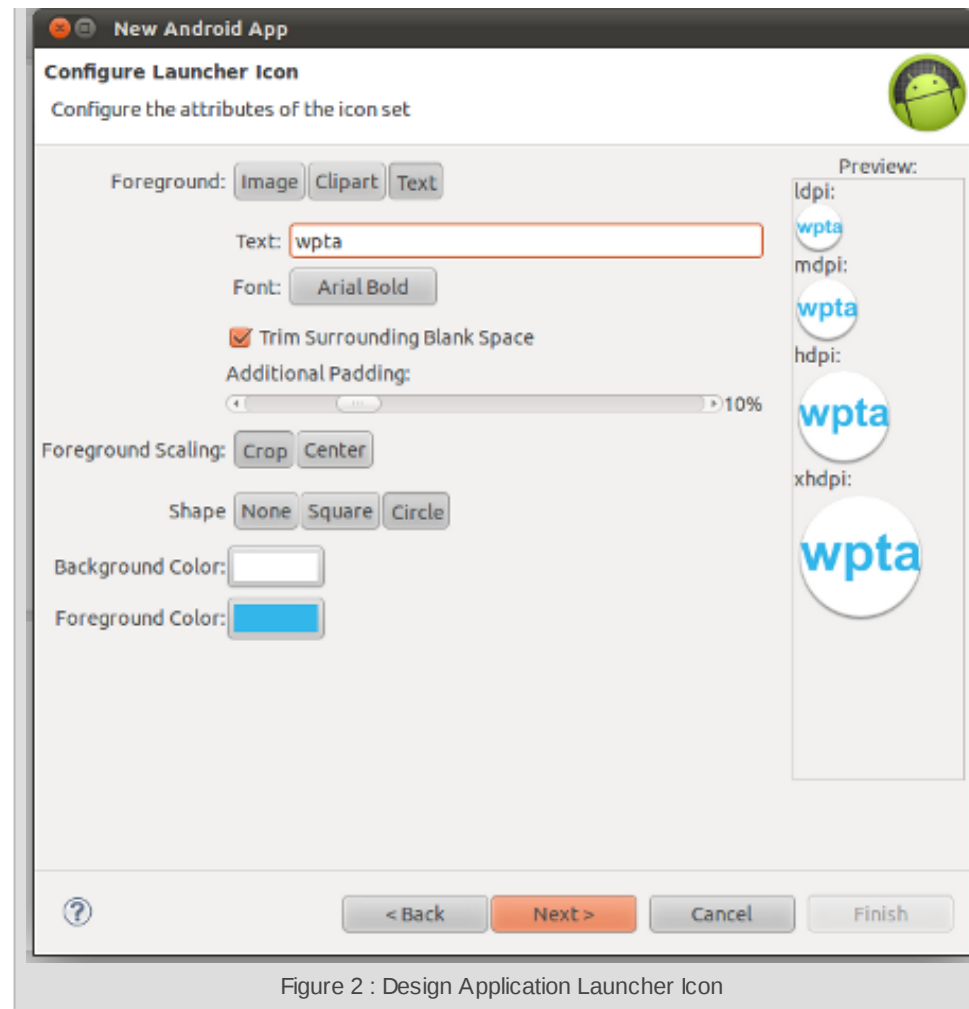 New Android App
Configure Launcher Icon
Configure the attributes of the icon set
Foreground: Image Clipart Text
Text: wpta
Font: Arial Bold
Trim Surrounding Blank Space
Additional Padding:
10%
Foreground Scaling: Crop Center
Shape None Square Circle
Background Color:
Foreground Color:
Preview:
ldpi:
wpta
mdpi:
wpta
hdpi:
wpta
xhdpi:
wpta
? < Back Next > Cancel Finish
Figure 2 : Design Application Launcher Icon